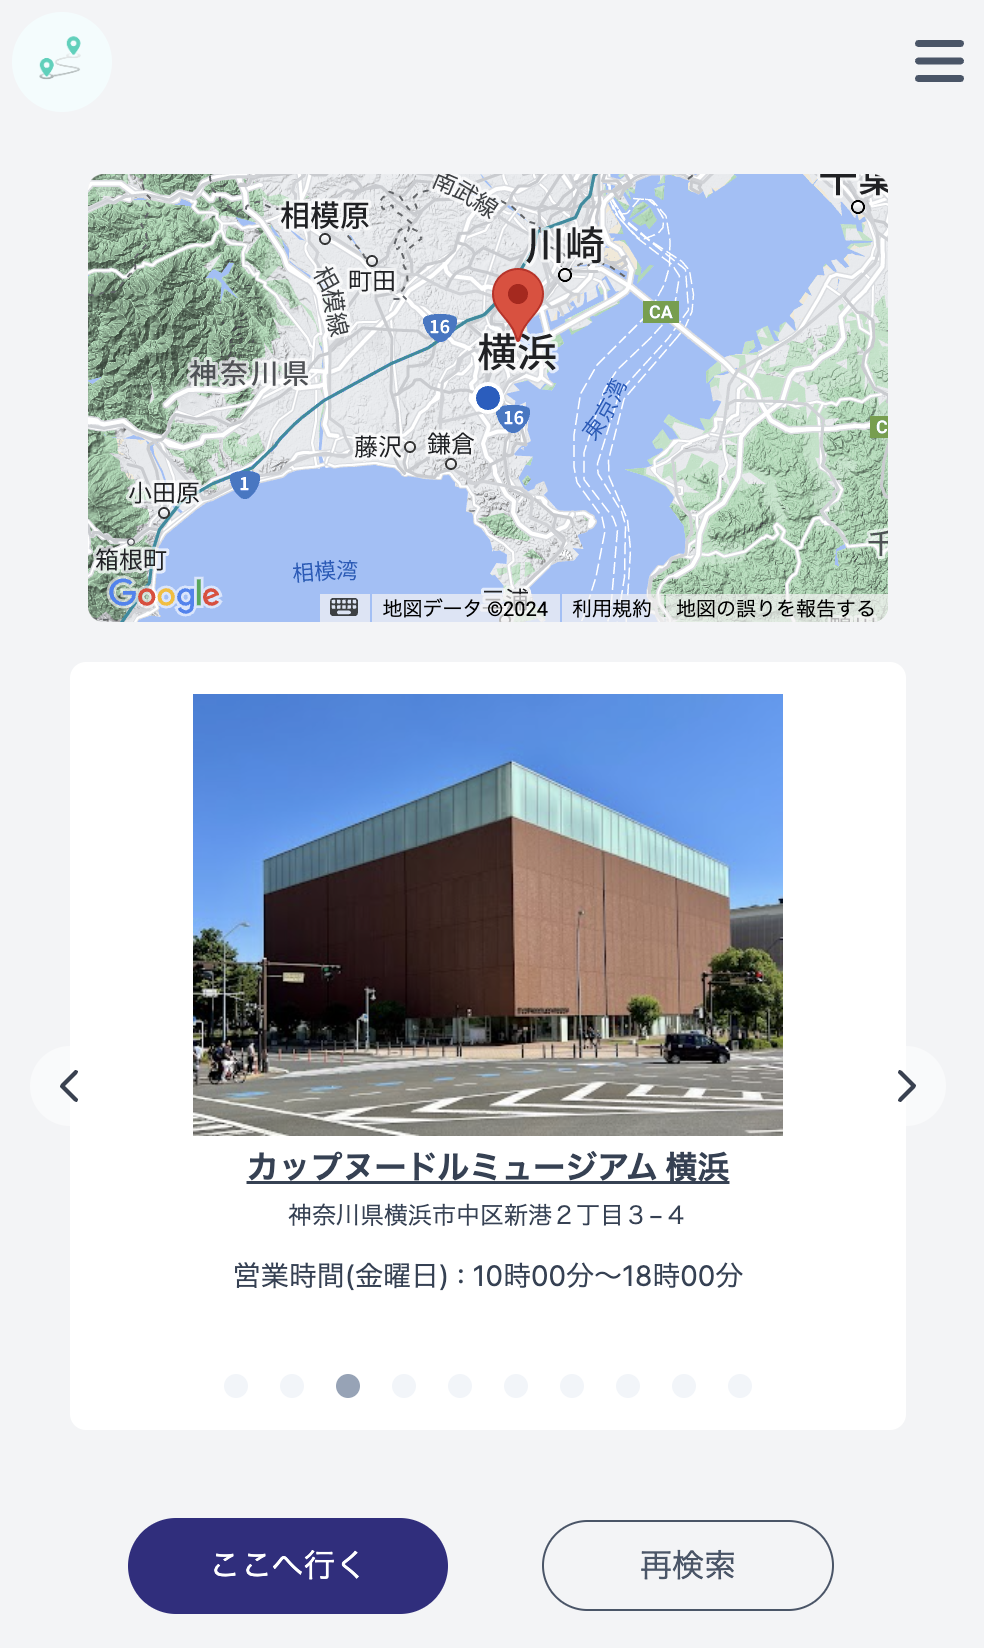 南武線
千葉
相模原
川崎
町田
相模線
CA
16
横浜
神奈川県
16
東京湾
C
藤沢
鎌倉
1
小田原
箱根町
相模湾
千
三浦
Google
地図データ ©2024
利用規約
地図の誤りを報告する
カップヌードルミュージアム 横浜
神奈川県横浜市中区新港２丁目３−４
営業時間(金曜日) : 10時00分〜18時00分
ここへ行く
再検索